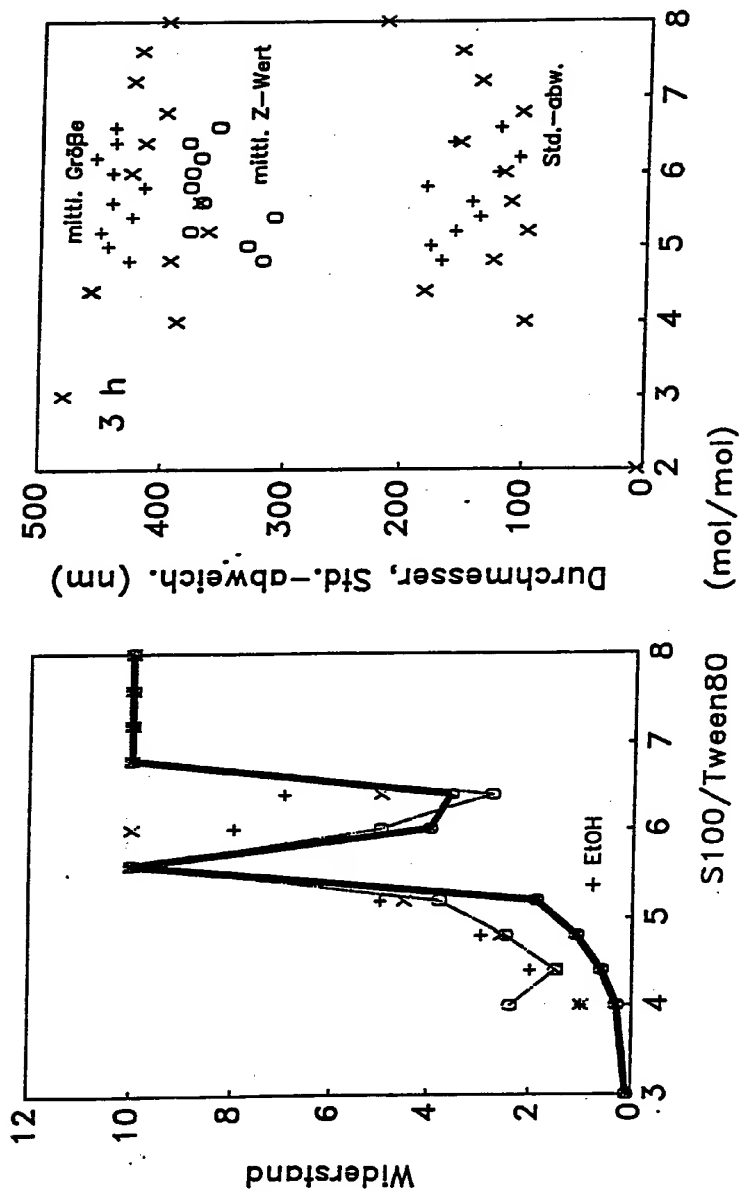 12
10
8
6
4
2
0
Widerstand
+ EtOH
3
4
5
6
7
8
S100/Tween80
(mol/mol)
500
400
300
200
100
0
Durchmesser, Std.-abweich. (nm)
3 h
mittl. Größe
mittl. Z-Wert
Std.-abw.
2
3
4
5
6
7
8